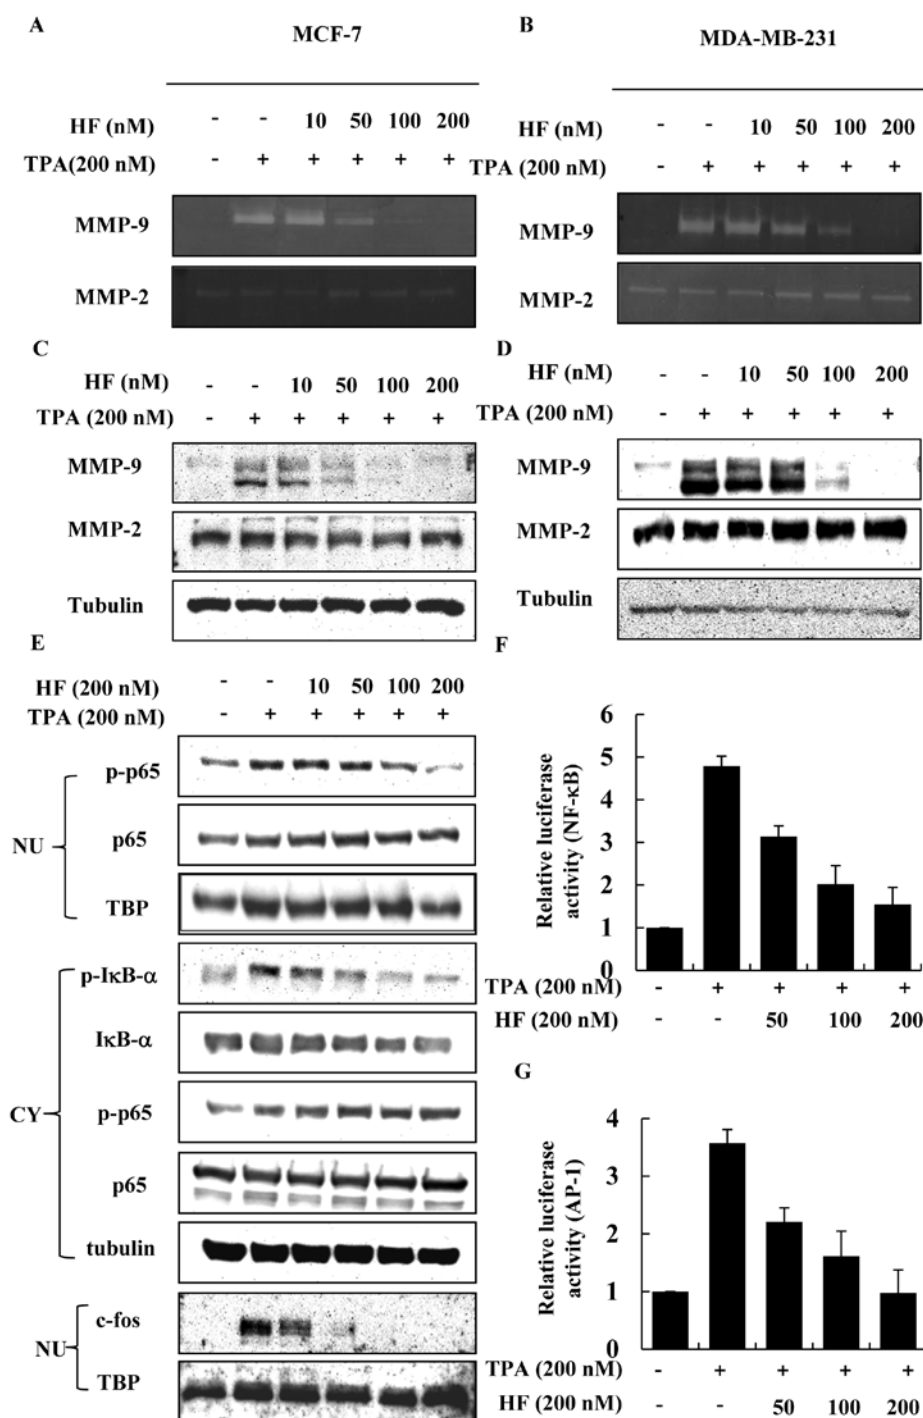 A
MCF-7
HF (nM) - - 10 50 100 200
TPA(200 nM) - + + + + +
MMP-9
MMP-2
B
MDA-MB-231
HF (nM) - - 10 50 100 200
TPA (200 nM) - + + + + +
MMP-9
MMP-2
C
HF (nM) - - 10 50 100 200
TPA (200 nM) - + + + + +
MMP-9
MMP-2
Tubulin
D
HF (nM) - - 10 50 100 200
TPA (200 nM) - + + + + +
MMP-9
MMP-2
Tubulin
E
HF (200 nM) - - 10 50 100 200
TPA (200 nM) - + + + + +
NU
p-p65
p65
TBP
CY
p-IκB-α
IκB-α
p-p65
p65
tubulin
NU
c-fos
TBP
F
Relative luciferase
activity (NF-κB)
6
5
4
3
2
1
0
TPA (200 nM) - + + + +
HF (200 nM) - - 50 100 200
G
Relative luciferase
activity (AP-1)
4
3
2
1
0
TPA (200 nM) - + + + +
HF (200 nM) - - 50 100 200